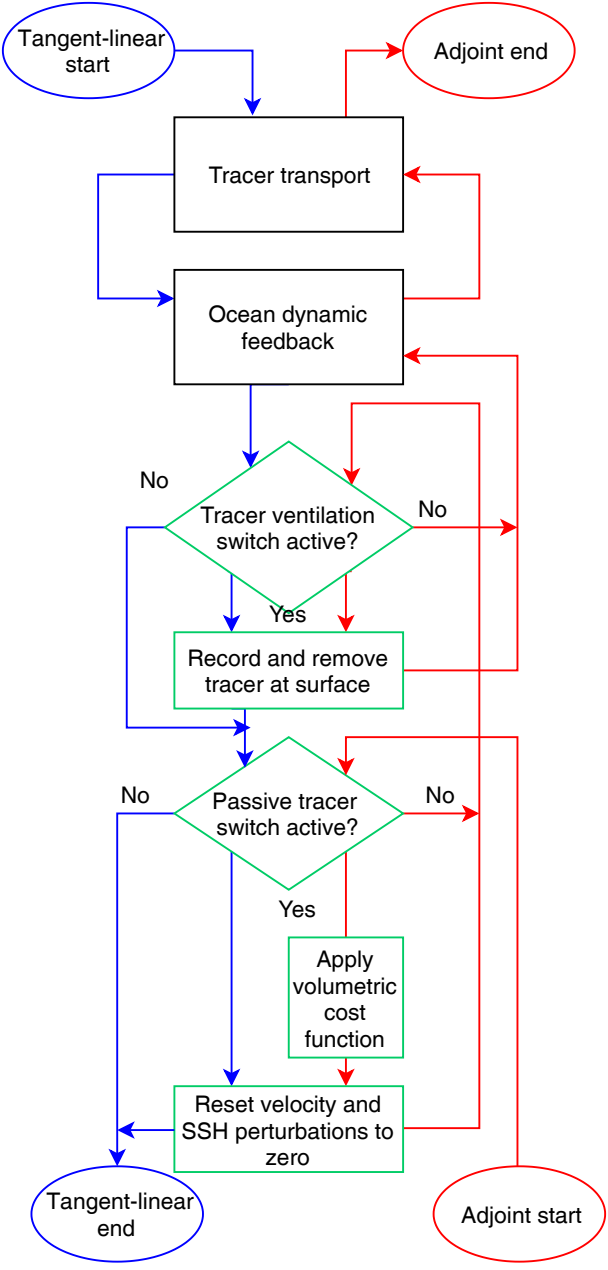 Tangent-linear
start
Adjoint end
Tracer transport
Ocean dynamic
feedback
No
Tracer ventilation
switch active?
No
Yes
Record and remove
tracer at surface
No
Passive tracer
switch active?
No
Yes
Apply
volumetric
cost
function
Reset velocity and
SSH perturbations to
zero
Tangent-linear
end
Adjoint start